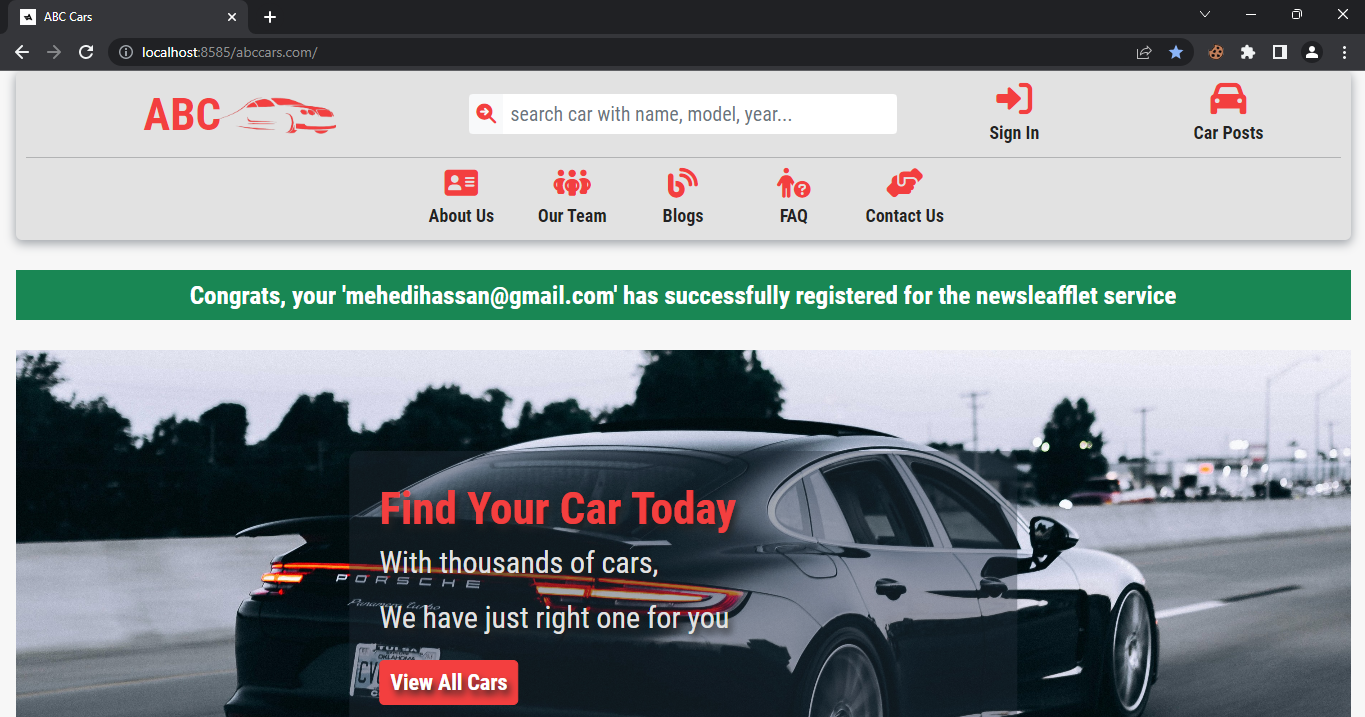 ABC Cars
localhost:8585/abccars.com/
ABC
search car with name, model, year...
Sign In
Car Posts
About Us
Our Team
Blogs
FAQ
Contact Us
Congrats, your 'mehedihassan@gmail.com' has successfully registered for the newsleafflet service
Find Your Car Today
With thousands of cars,
PORSCHE
Panamera turbo
We have just right one for you
TULSA
OKLAHOMA
CV
View All Cars